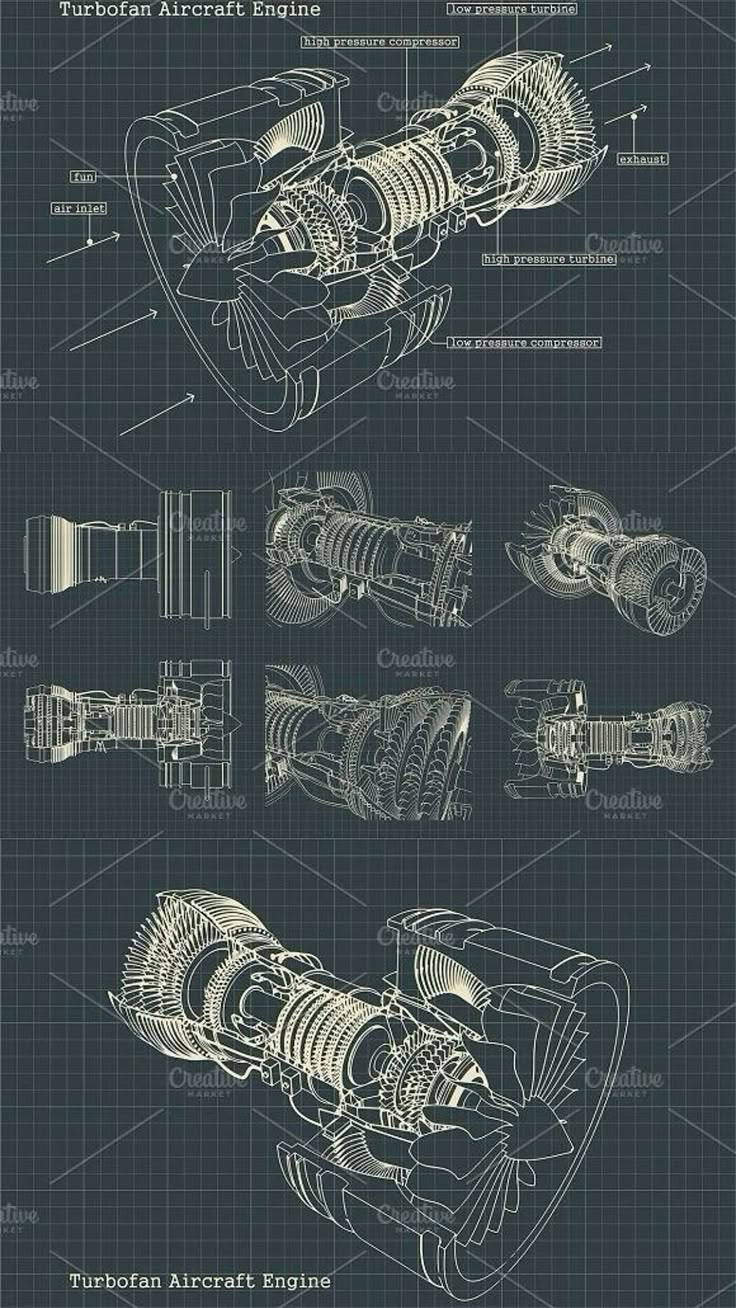 Turbofan Aircraft Engine
low pressure turbine
high pressure compressor
exhaust
fun
air inlet
high pressure turbine
low pressure compressor
Creative
MARKET
Turbofan Aircraft Engine